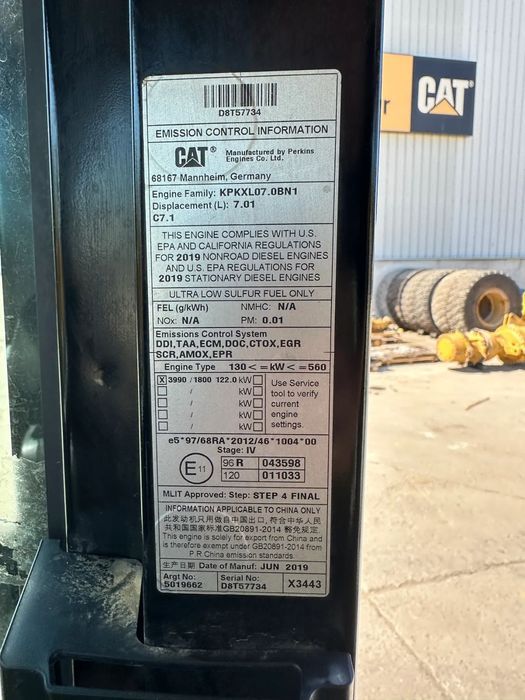 D8T57734
EMISSION CONTROL INFORMATION
CAT® Manufactured by Perkins
Engines Co. Ltd.
68167 Mannheim, Germany
Engine Family: KPKXL07.0BN1
Displacement (L): 7.01
C7.1
THIS ENGINE COMPLIES WITH U.S.
EPA AND CALIFORNIA REGULATIONS
FOR 2019 NONROAD DIESEL ENGINES
AND U.S. EPA REGULATIONS FOR
2019 STATIONARY DIESEL ENGINES
ULTRA LOW SULFUR FUEL ONLY
FEL (g/kWh) NMHC: N/A
NOx: N/A PM: 0.01
Emissions Control System
DDI,TAA,ECM,DOC,CTOX,EGR
SCR,AMOX,EPR
Engine Type 130 < =kW < =560
X 3990 / 1800 122.0 kW Use Service
/ kW tool to verify
/ kW current
/ kW engine
/ kW settings.
e5*97/68RA*2012/46*1004*00
Stage: IV
E11 96 R 043598
120 011033
MLIT Approved: Step: STEP 4 FINAL
INFORMATION APPLICABLE TO CHINA ONLY
此发动机只用做自中国出口,符合中华人民
共和国国家标准GB20891-2014 豁免规定.
This engine is solely for export from China and
is therefore exempt under GB20891-2014 from
P.R.China emission standards
生产日期 Date of Manuf: JUN 2019
Argt No: Serial No: X3443
5019662 D8T57734
r CAT